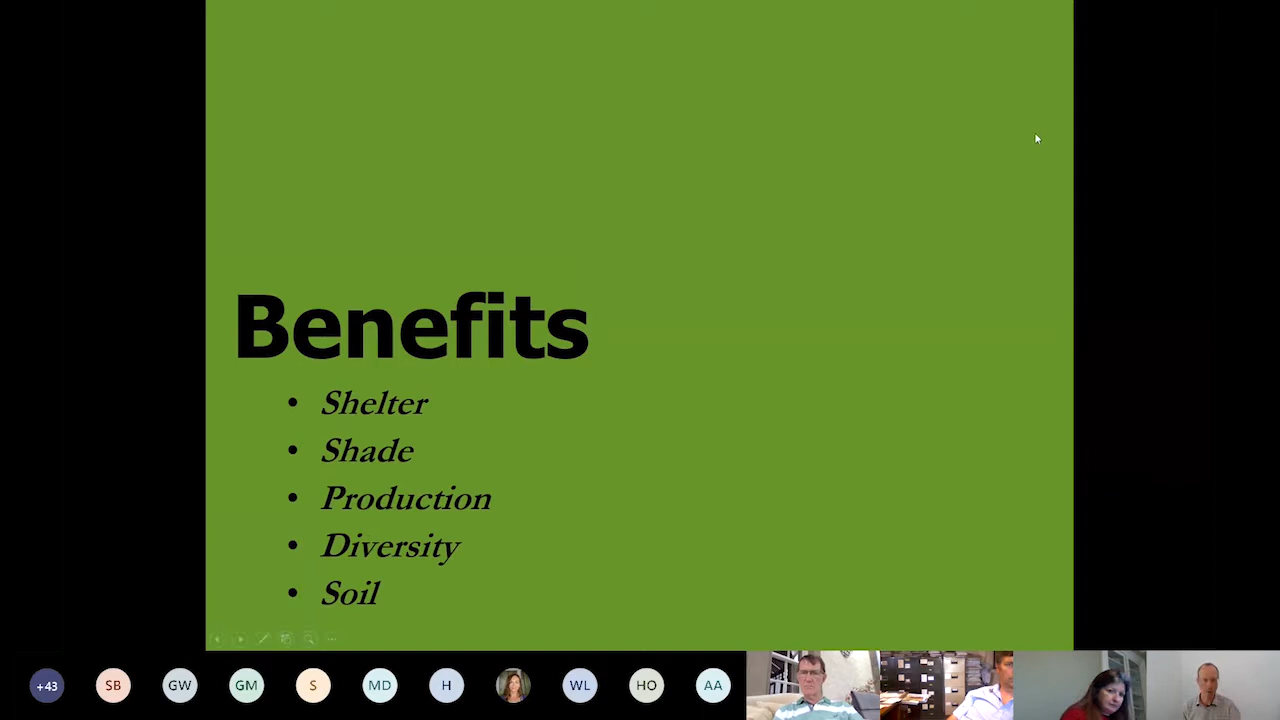 Benefits
• Shelter
• Shade
• Production
• Diversity
• Soil
+43
SB
GW
GM
S
MD
H
WL
HO
AA